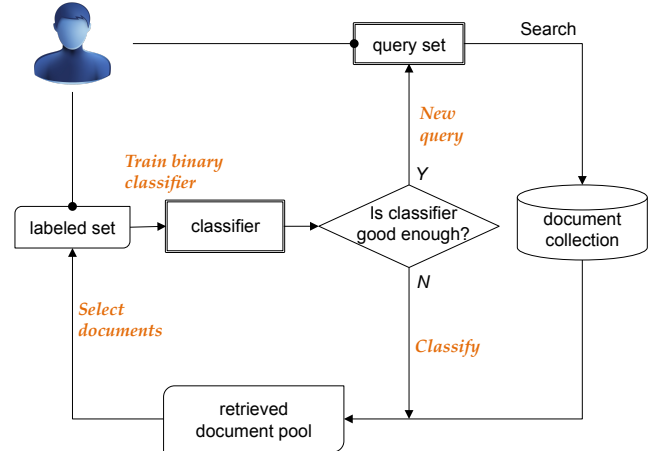 query set
Search
New
query
Train binary
classifier
Y
labeled set
classifier
Is classifier
good enough?
document
collection
N
Select
documents
Classify
retrieved
document pool